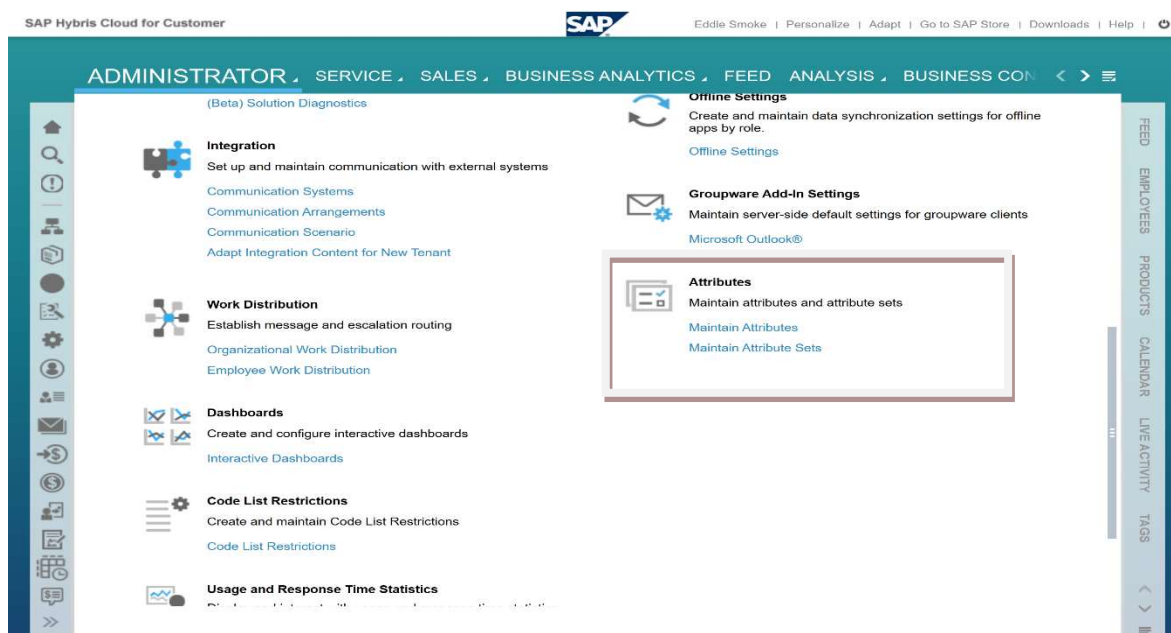 SAP Hybris Cloud for Customer
SAP
Eddie Smoke | Personalize | Adapt | Go to SAP Store | Downloads | Help |
ADMINISTRATOR SERVICE SALES BUSINESS ANALYTICS FEED ANALYSIS BUSINESS CON
(Beta) Solution Diagnostics
Integration
Set up and maintain communication with external systems
Communication Systems
Communication Arrangements
Communication Scenario
Adapt Integration Content for New Tenant
Work Distribution
Establish message and escalation routing
Organizational Work Distribution
Employee Work Distribution
Dashboards
Create and configure interactive dashboards
Interactive Dashboards
Code List Restrictions
Create and maintain Code List Restrictions
Code List Restrictions
Usage and Response Time Statistics
Offline Settings
Create and maintain data synchronization settings for offline
apps by role.
Offline Settings
Groupware Add-In Settings
Maintain server-side default settings for groupware clients
Microsoft Outlook®
Attributes
Maintain attributes and attribute sets
Maintain Attributes
Maintain Attribute Sets
FEED
EMPLOYEES
PRODUCTS
CALENDAR
LIVE ACTIVITY
TAGS